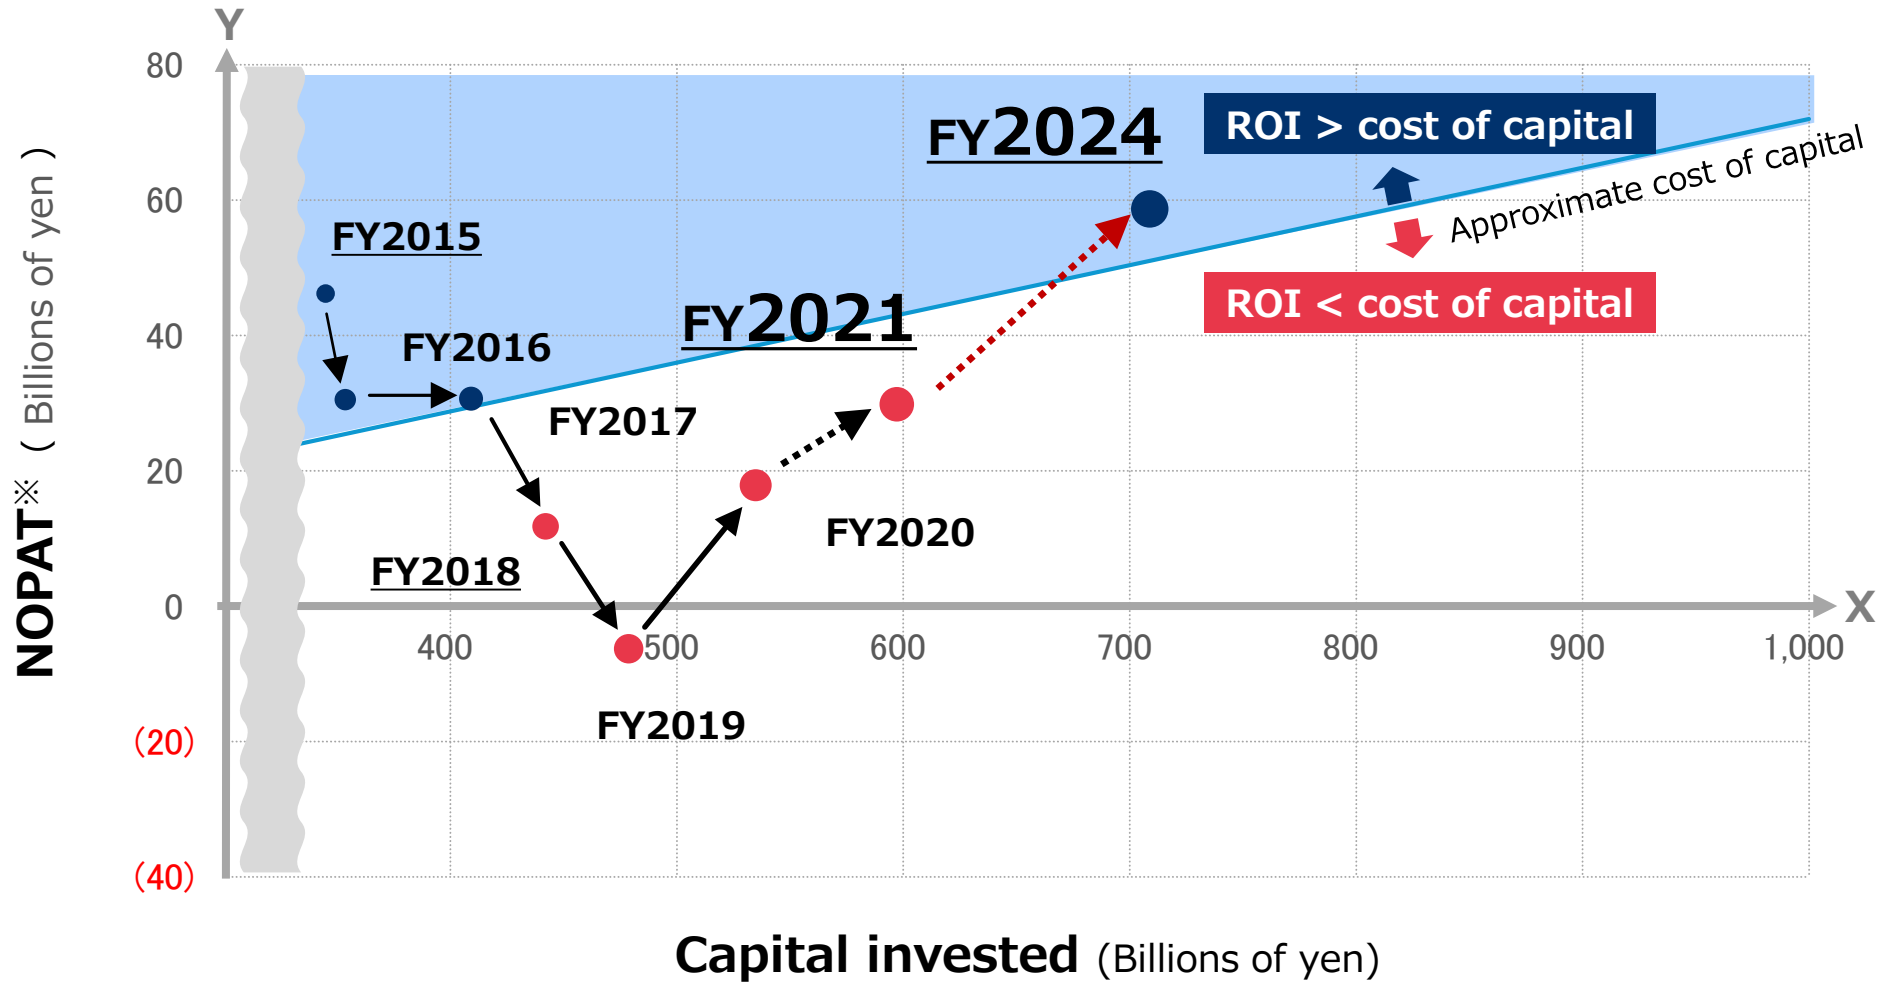 Y
80
60
40
20
0
(20)
(40)
NOPAT※ ( Billions of yen )
FY2015
FY2016
FY2017
FY2018
FY2019
FY2020
FY2021
FY2024
ROI > cost of capital
Approximate cost of capital
ROI < cost of capital
X
400 500 600 700 800 900 1,000
Capital invested (Billions of yen)